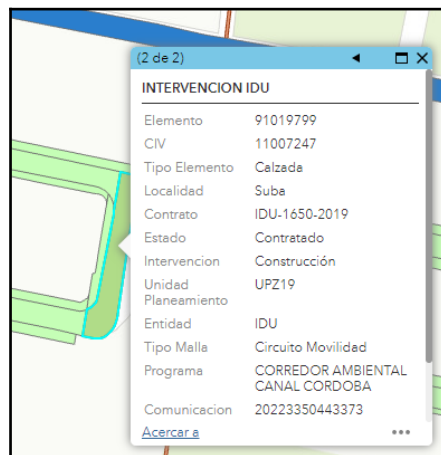 (2 de 2)
INTERVENCION IDU
Elemento 91019799
CIV 11007247
Tipo Elemento Calzada
Localidad Suba
Contrato IDU-1650-2019
Estado Contratado
Intervencion Construcción
Unidad Planeamiento UPZ19
Entidad IDU
Tipo Malla Circuito Movilidad
Programa CORREDOR AMBIENTAL
CANAL CORDOBA
Comunicacion 20223350443373
Acercar a